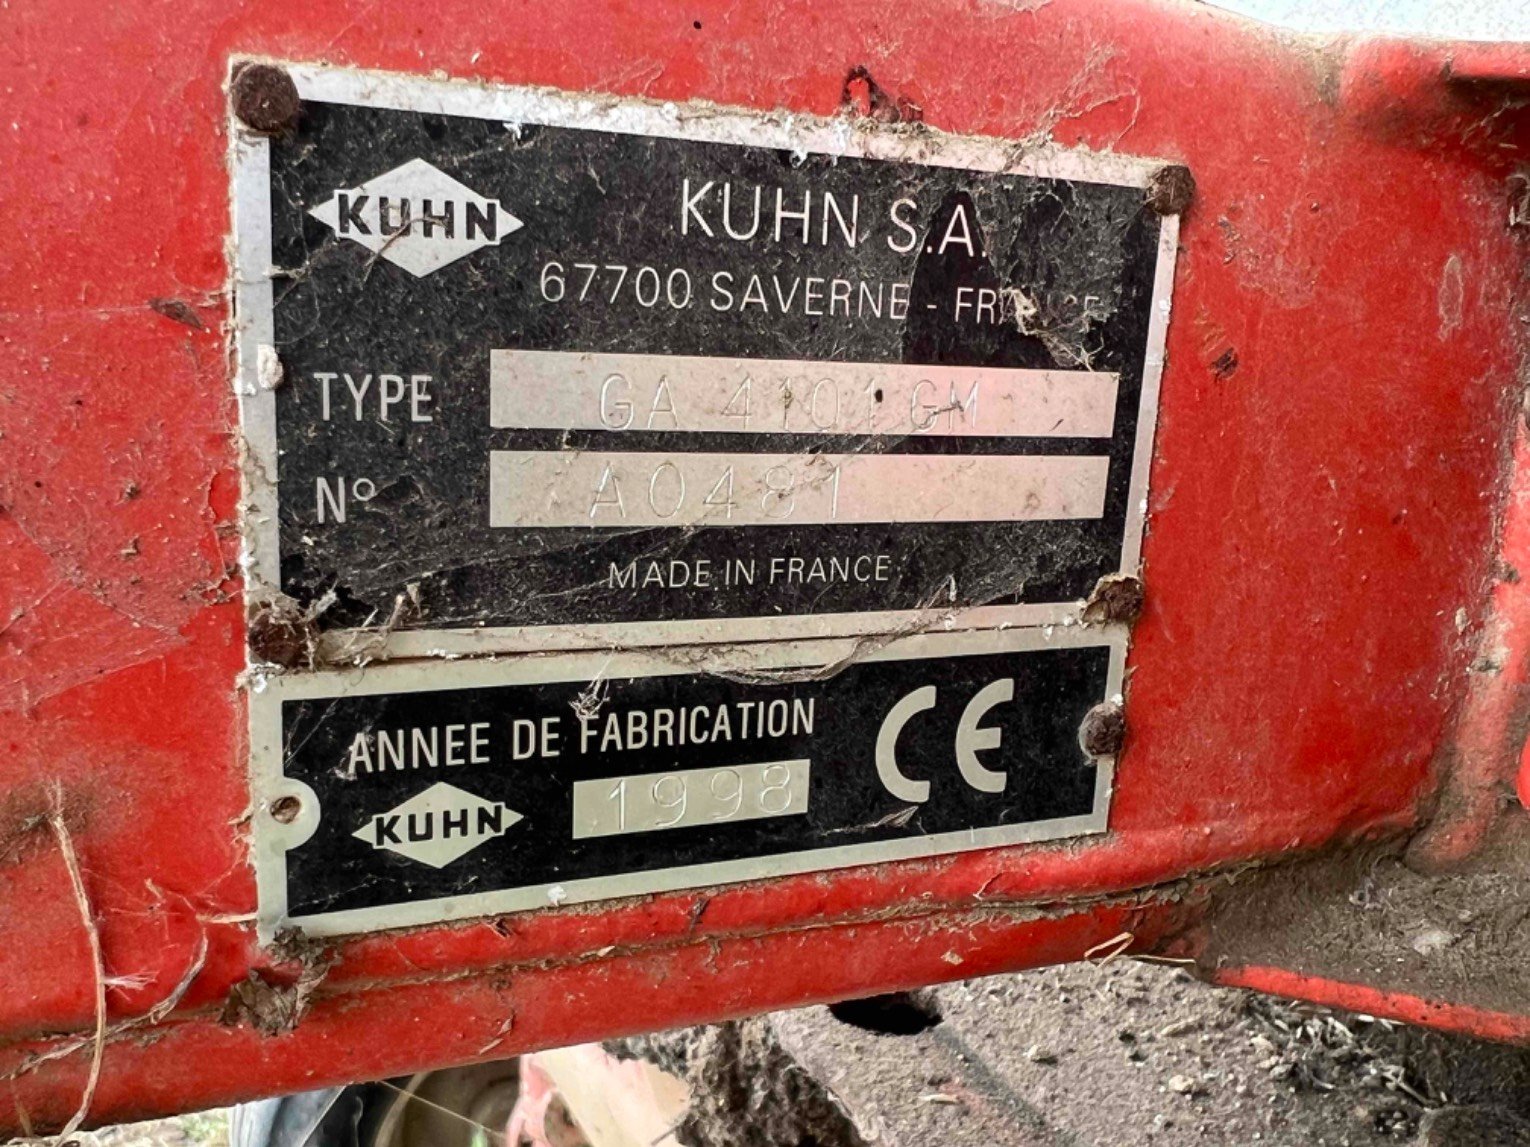 KUHN
KUHN S.A.
67700 SAVERNE - FRANCE
TYPE GA 4101 GM
N° A0481
MADE IN FRANCE
ANNEE DE FABRICATION
KUHN 1998
CE